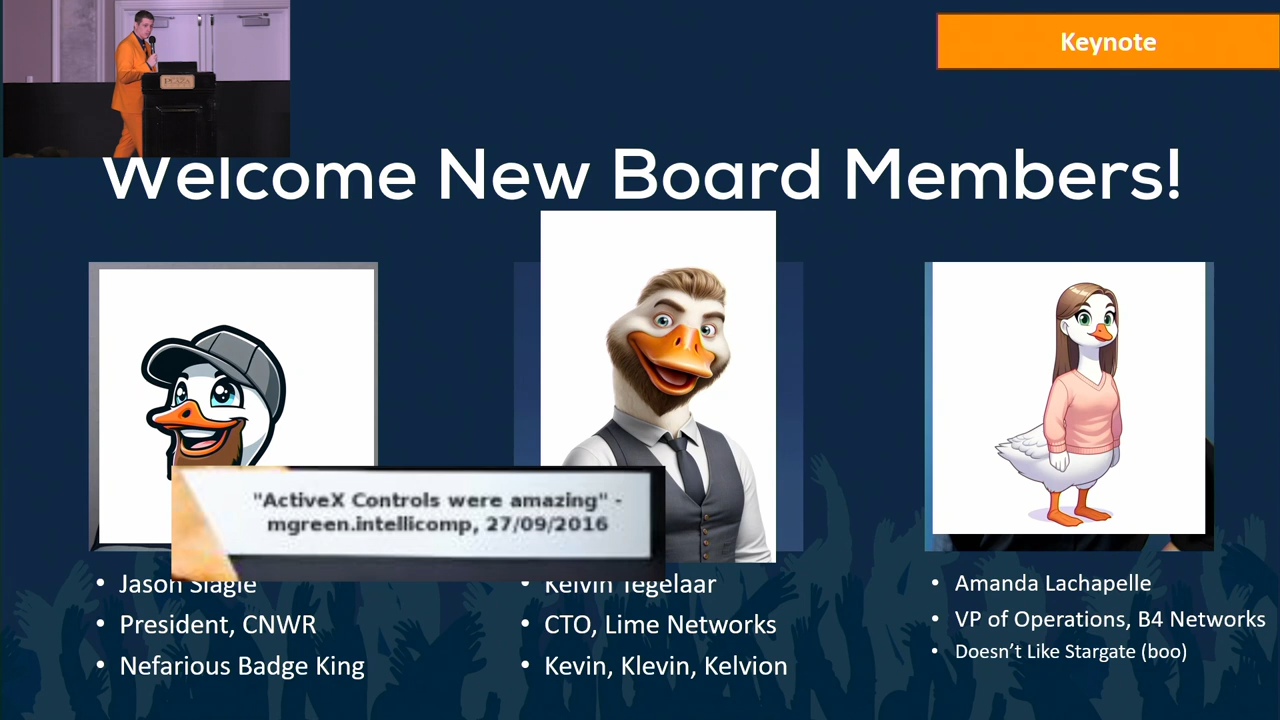 Keynote
Welcome New Board Members!
"ActiveX Controls were amazing" -
mgreen.intellicomp, 27/09/2016
• Jason Slagle
• President, CNWR
• Nefarious Badge King
• Kelvin Tegelaar
• CTO, Lime Networks
• Kevin, Klevin, Kelvion
• Amanda Lachapelle
• VP of Operations, B4 Networks
• Doesn't Like Stargate (boo)